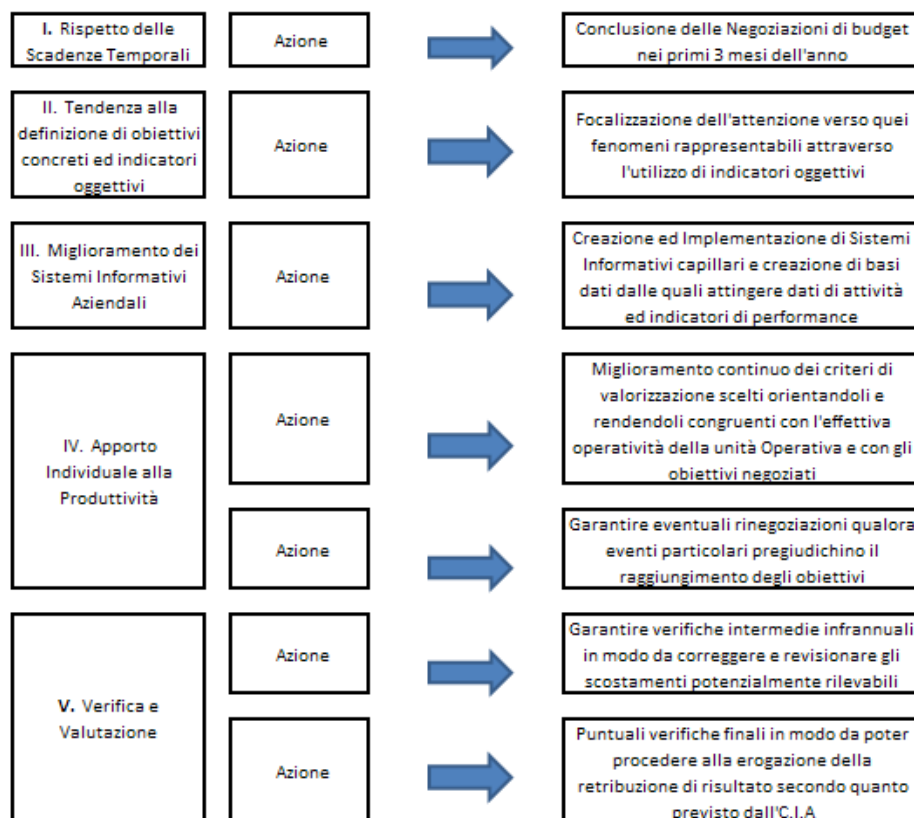 I. Rispetto delle
Scadenze Temporali
Azione
Conclusione delle Negoziazioni di budget
nei primi 3 mesi dell'anno
II. Tendenza alla
definizione di obiettivi
concreti ed indicatori
oggettivi
Azione
Focalizzazione dell'attenzione verso quei
fenomeni rappresentabili attraverso
l'utilizzo di indicatori oggettivi
III. Miglioramento dei
Sistemi Informativi
Aziendali
Azione
Creazione ed Implementazione di Sistemi
Informativi capillari e creazione di basi
dati dalle quali attingere dati di attività
ed indicatori di performance
IV. Apporto
Individuale alla
Produttività
Azione
Miglioramento continuo dei criteri di
valorizzazione scelti orientandoli e
rendendoli congruenti con l'effettiva
operatività della unità Operativa e con gli
obiettivi negoziati
Azione
Garantire eventuali rinegoziazioni qualora
eventi particolari pregiudichino il
raggiungimento degli obiettivi
V. Verifica e
Valutazione
Azione
Garantire verifiche intermedie infrannuali
in modo da correggere e revisionare gli
scostamenti potenzialmente rilevabili
Azione
Puntuali verifiche finali in modo da poter
procedere alla erogazione della
retribuzione di risultato secondo quanto
previsto dall'C.I.A